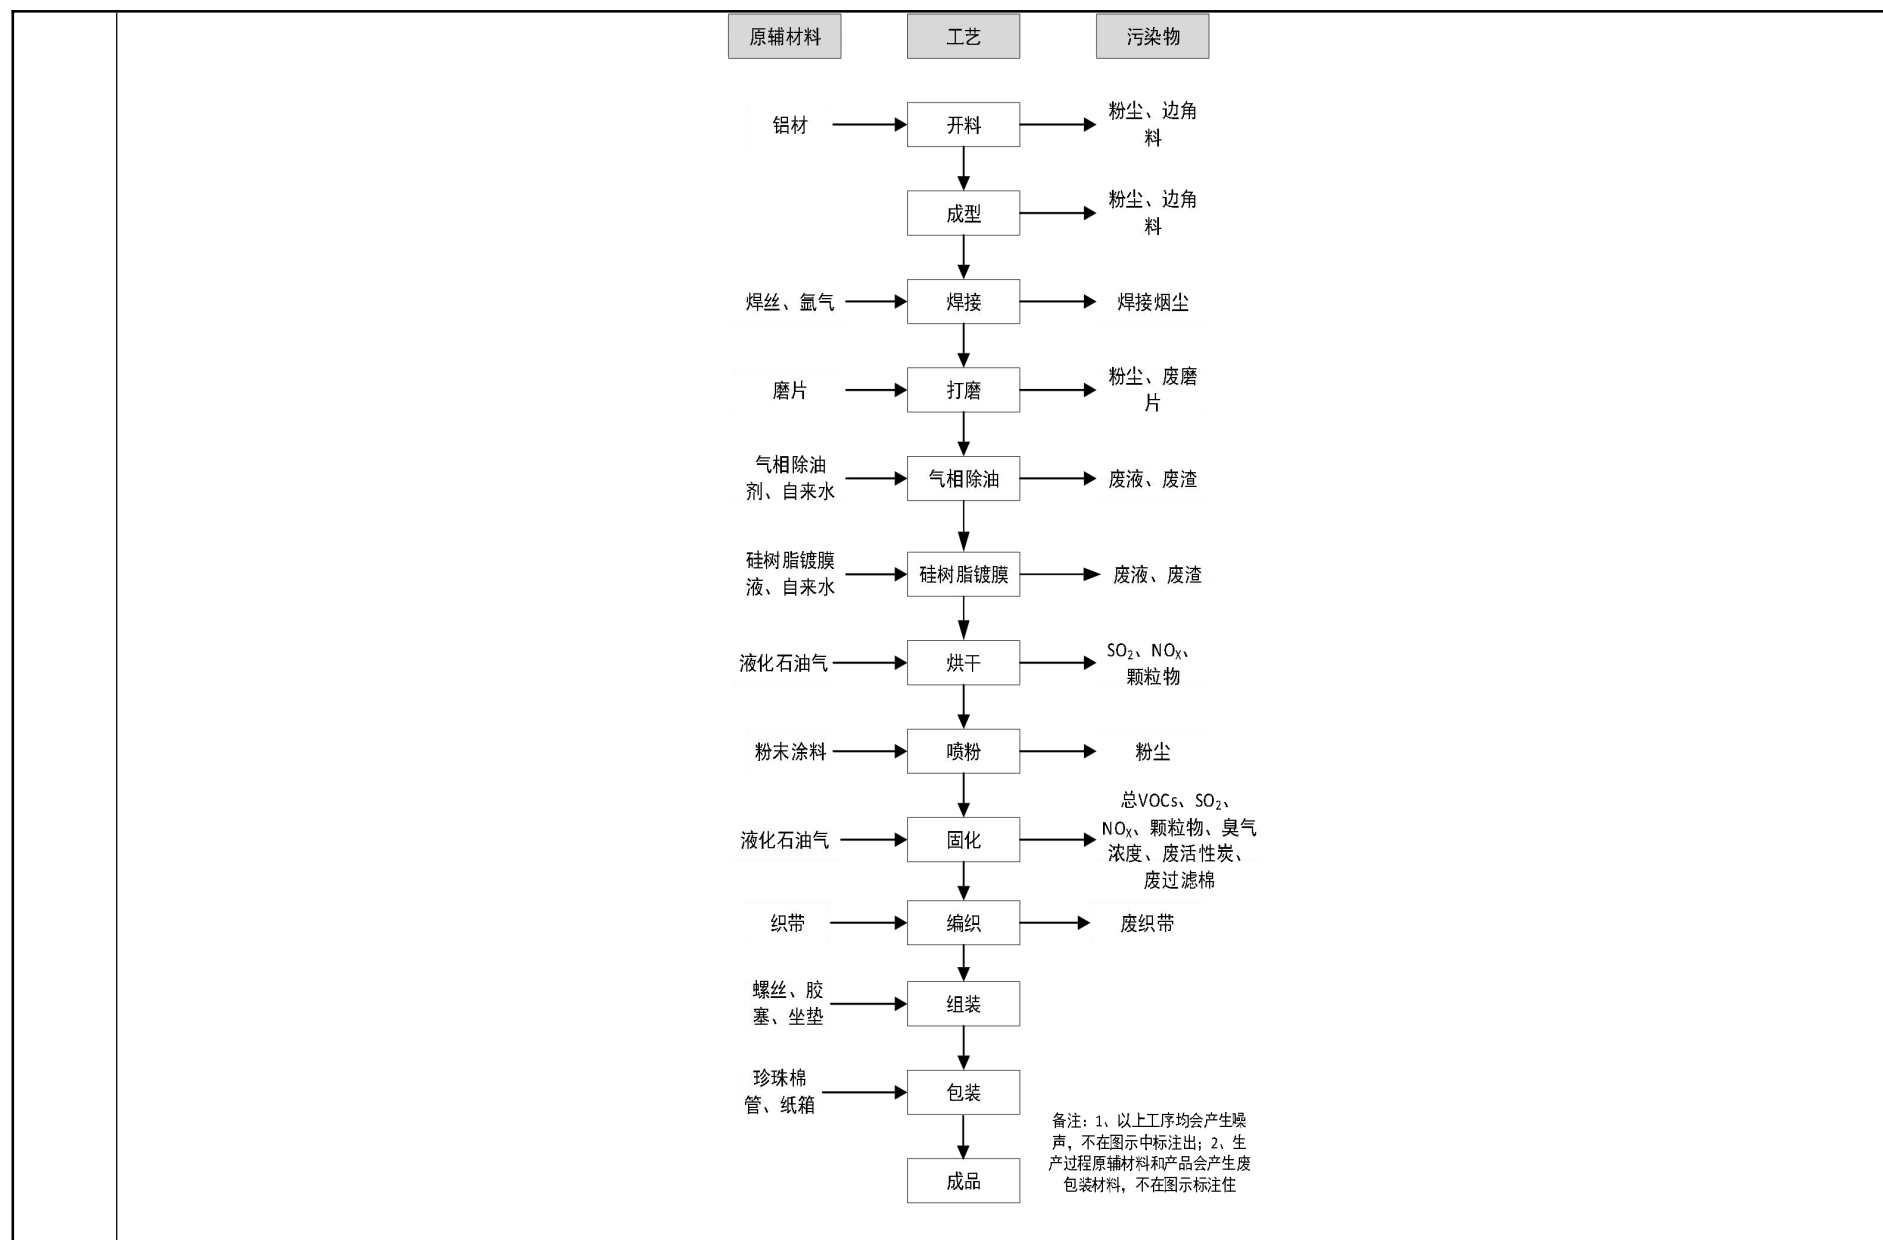 原辅材料
工艺
污染物
铝材
开料
粉尘、边角
料
成型
粉尘、边角
料
焊丝、氩气
焊接
焊接烟尘
磨片
打磨
粉尘、废磨
片
气相除油
剂、自来水
气相除油
废液、废渣
硅树脂镀膜
液、自来水
硅树脂镀膜
废液、废渣
液化石油气
烘干
SO₂、NOₓ、
颗粒物
粉末涂料
喷粉
粉尘
液化石油气
固化
总VOCs、SO₂、
NOₓ、颗粒物、臭气
浓度、废活性炭、
废过滤棉
织带
编织
废织带
螺丝、胶
塞、坐垫
组装
珍珠棉
管、纸箱
包装
成品
备注：1、以上工序均会产生噪
声，不在图示中标注出；2、生
产过程原辅材料和产品会产生废
包装材料，不在图示标注住